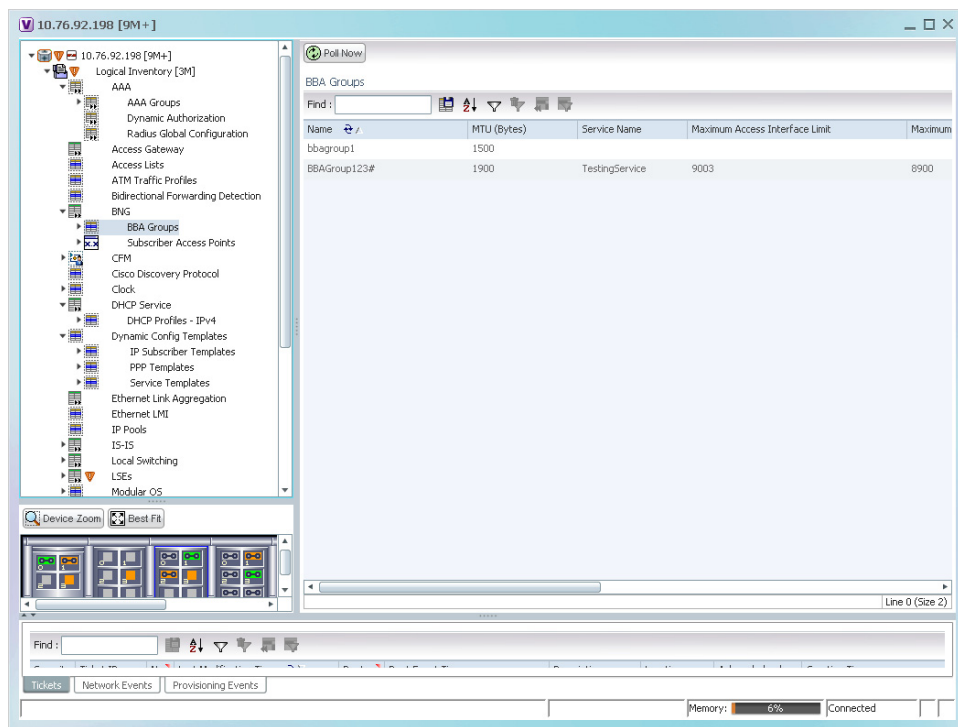 10.76.92.198 [9M+]
10.76.92.198 [9M+]
Logical Inventory [3M]
AAA
AAA Groups
Dynamic Authorization
Radius Global Configuration
Access Gateway
Access Lists
ATM Traffic Profiles
Bidirectional Forwarding Detection
BNG
BBA Groups
Subscriber Access Points
CFM
Cisco Discovery Protocol
Clock
DHCP Service
DHCP Profiles - IPv4
Dynamic Config Templates
IP Subscriber Templates
PPP Templates
Service Templates
Ethernet Link Aggregation
Ethernet LMI
IP Pools
IS-IS
Local Switching
LSEs
Modular OS
Device Zoom Best Fit
Poll Now
BBA Groups
Find :
Name MTU (Bytes) Service Name Maximum Access Interface Limit Maximum
bbagroup1 1500
BBAGroup123# 1900 TestingService 9003 8900
Line 0 (Size 2)
Find :
Tickets Network Events Provisioning Events
Memory: 6% Connected